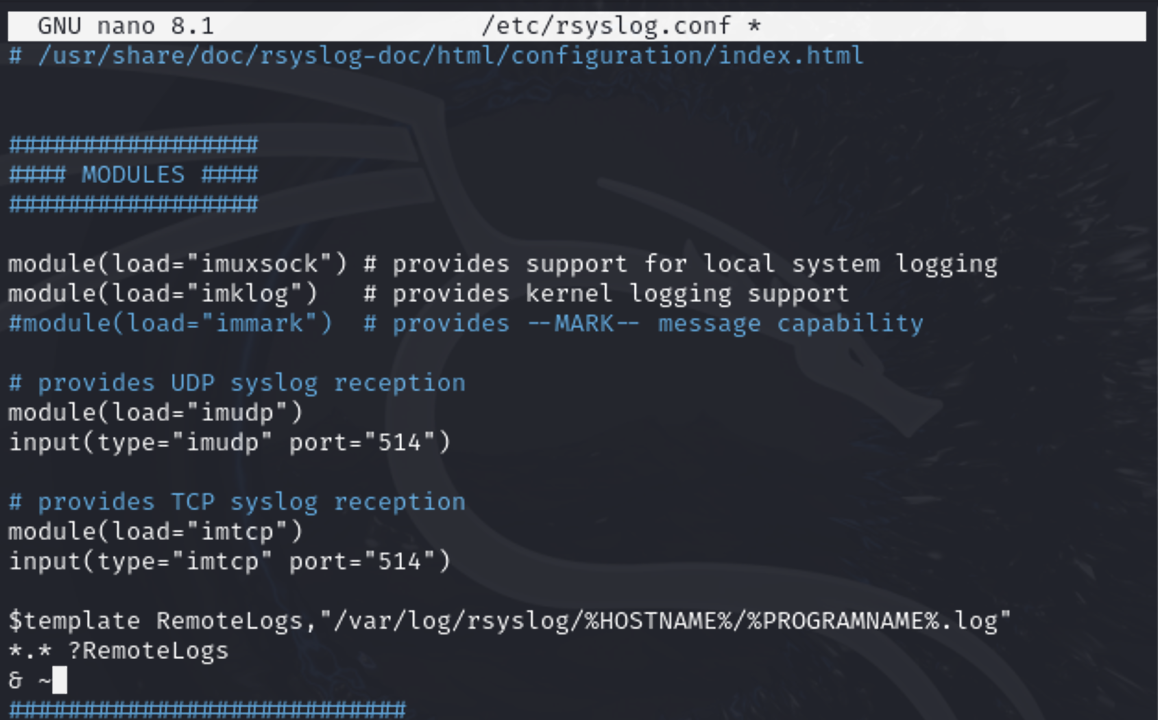 GNU nano 8.1 /etc/rsyslog.conf *
# /usr/share/doc/rsyslog-doc/html/configuration/index.html
#################
#### MODULES ####
#################
module(load="imuxsock") # provides support for local system logging
module(load="imklog")   # provides kernel logging support
#module(load="immark")  # provides --MARK-- message capability
# provides UDP syslog reception
module(load="imudp")
input(type="imudp" port="514")
# provides TCP syslog reception
module(load="imtcp")
input(type="imtcp" port="514")
$template RemoteLogs,"/var/log/rsyslog/%HOSTNAME%/%PROGRAMNAME%.log"
*.* ?RemoteLogs
& ~
###########################